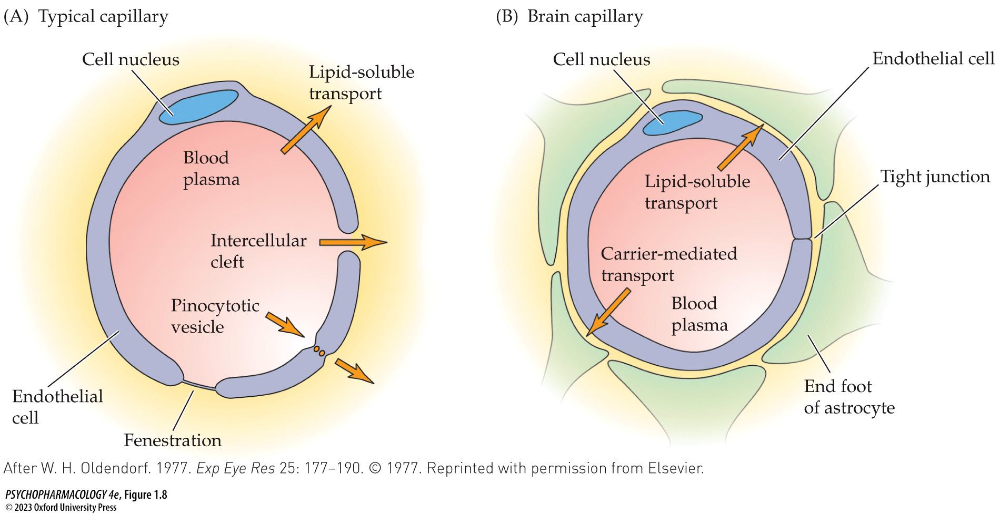 (A) Typical capillary
Cell nucleus
Lipid-soluble
transport
Blood
plasma
Intercellular
cleft
Pinocytotic
vesicle
Endothelial
cell
Fenestration
(B) Brain capillary
Cell nucleus
Endothelial cell
Lipid-soluble
transport
Tight junction
Carrier-mediated
transport
Blood
plasma
End foot
of astrocyte
After W. H. Oldendorf. 1977. Exp Eye Res 25: 177–190. © 1977. Reprinted with permission from Elsevier.
PSYCHOPHARMACOLOGY 4e, Figure 1.8
© 2023 Oxford University Press